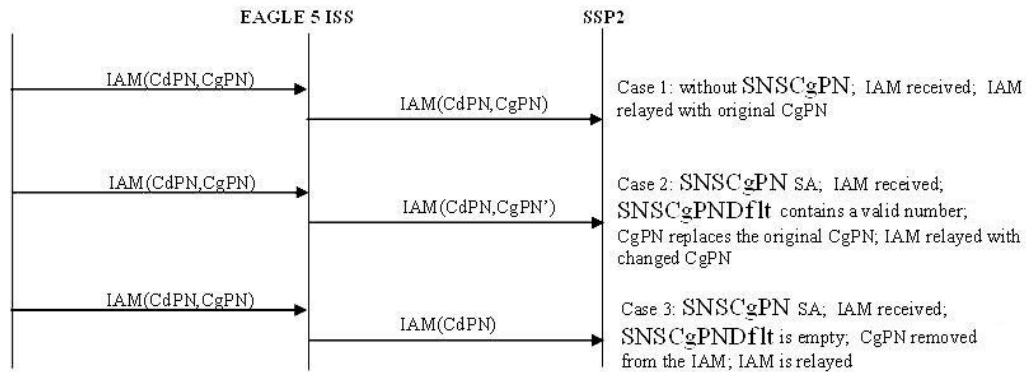 EAGLE 5 ISS
SSP2
IAM(CdPN,CgPN)
IAM(CdPN,CgPN)
Case 1: without SNSCgPN; IAM received; IAM
relayed with original CgPN
IAM(CdPN,CgPN)
IAM(CdPN,CgPN’)
Case 2: SNSCgPN SA; IAM received;
SNSCgPNDflt contains a valid number;
CgPN replaces the original CgPN; IAM relayed with
changed CgPN
IAM(CdPN,CgPN)
IAM(CdPN)
Case 3: SNSCgPN SA; IAM received;
SNSCgPNDflt is empty; CgPN removed
from the IAM; IAM is relayed